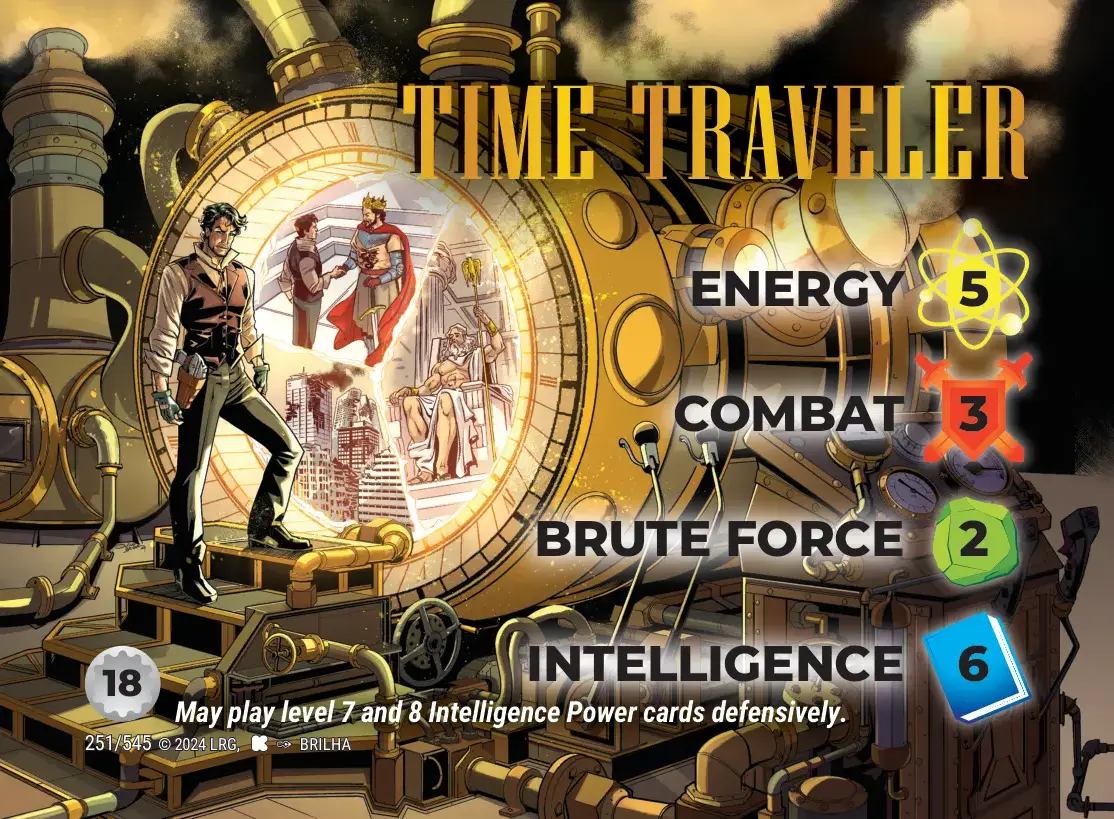 TIME TRAVELER
ENERGY 5
COMBAT 3
BRUTE FORCE 2
INTELLIGENCE 6
18
May play level 7 and 8 Intelligence Power cards defensively.
251/545 © 2024 LRG, BRILHA